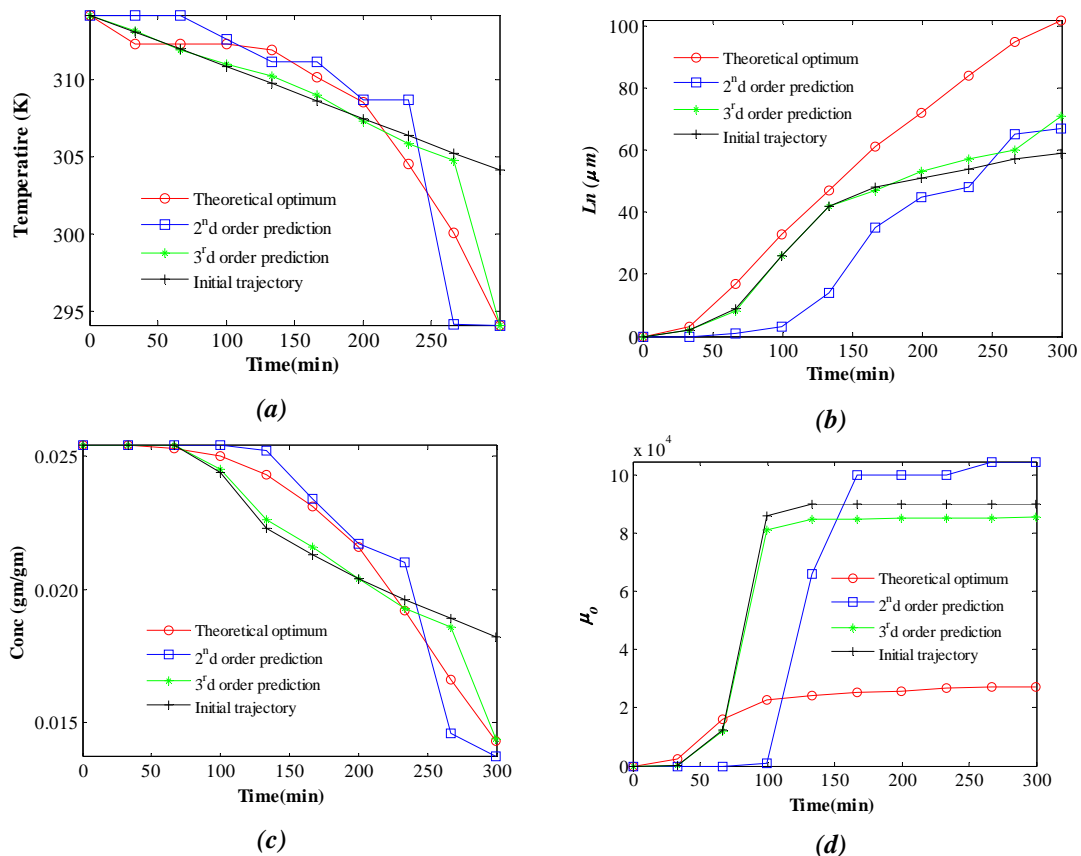 310
305
300
295
Temperatire (K)
Theoretical optimum
2ⁿd order prediction
3ʳd order prediction
Initial trajectory
0 50 100 150 200 250
Time(min)
(a)
100
80
60
40
20
0
Ln (μm)
Theoretical optimum
2ⁿd order prediction
3ʳd order prediction
Initial trajectory
0 50 100 150 200 250 300
Time(min)
(b)
0.025
0.020
0.015
Conc (gm/gm)
Theoretical optimum
2ⁿd order prediction
3ʳd order prediction
Initial trajectory
0 50 100 150 200 250 300
Time(min)
(c)
x 10⁴
10
8
6
4
2
0
μₒ
Theoretical optimum
2ⁿd order prediction
3ʳd order prediction
Initial trajectory
0 50 100 150 200 250 300
Time(min)
(d)